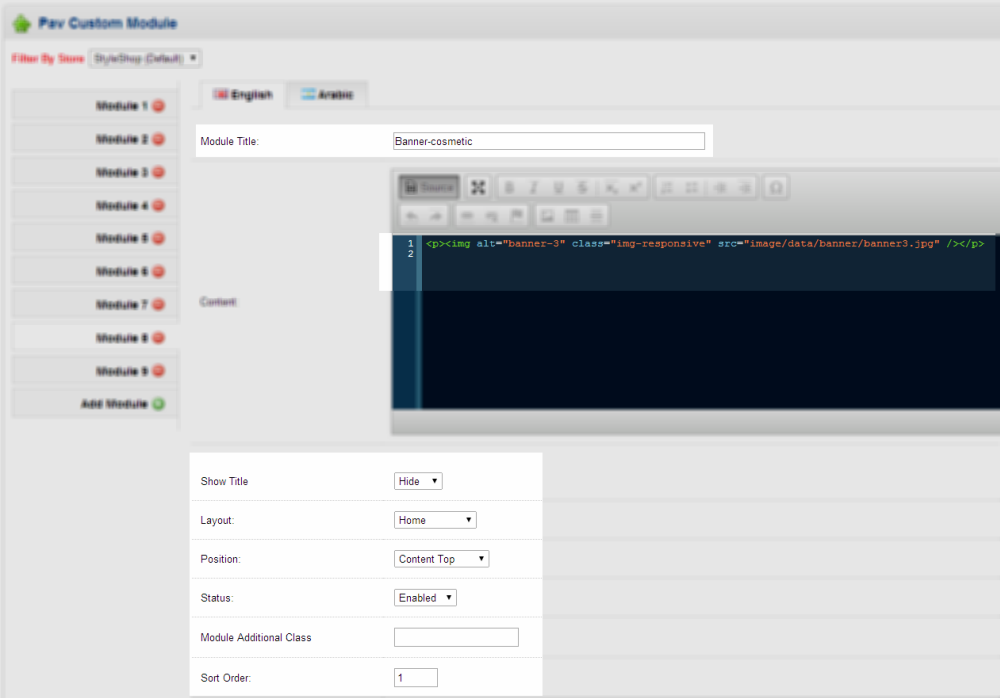 Pav Custom Module
Filter By Store StyleShop (Default)
Module 1
Module 2
Module 3
Module 4
Module 5
Module 6
Module 7
Module 8
Module 9
Add Module
English Arabic
Module Title: Banner-cosmetic
Source
B I U S x x Ω
Content:
1 <p><img alt="banner-3" class="img-responsive" src="image/data/banner/banner3.jpg" /></p>
2
Show Title Hide
Layout: Home
Position: Content Top
Status: Enabled
Module Additional Class
Sort Order: 1